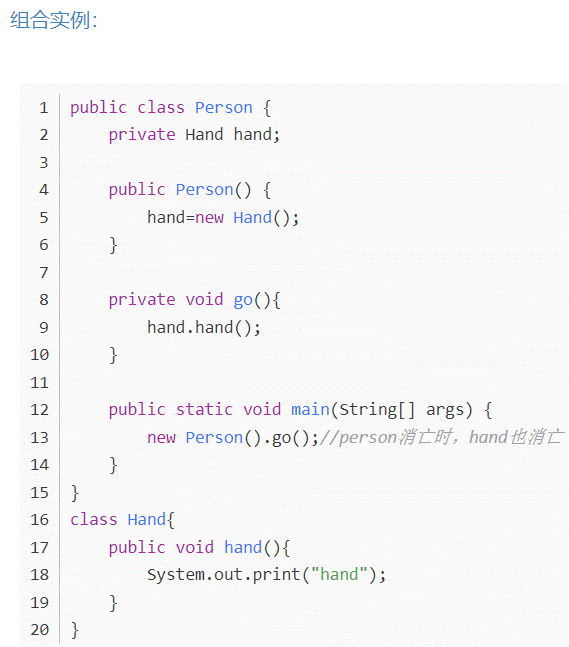 组合实例：
1 public class Person {
2     private Hand hand;
3
4     public Person() {
5         hand=new Hand();
6     }
7
8     private void go(){
9         hand.hand();
10     }
11
12     public static void main(String[] args) {
13         new Person().go();//person消亡时，hand也消亡
14     }
15 }
16 class Hand{
17     public void hand(){
18         System.out.print("hand");
19     }
20 }